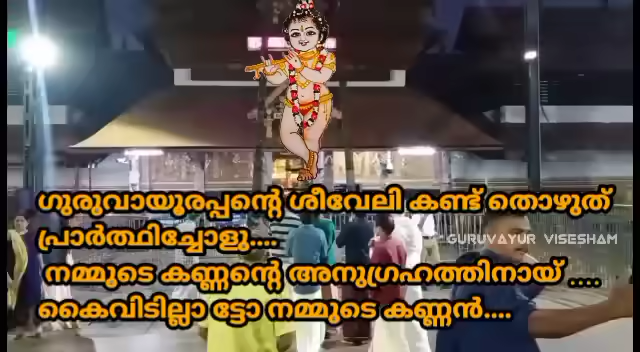 ഗുരുവായൂരപ്പന്റെ ശീവേലി കണ്ട് തൊഴുത്
പ്രാർത്ഥിച്ചോളൂ....
GURUVAYUR VISESHAM
നമ്മൂടെ കണ്ണന്റെ അനുഗ്രഹത്തിനായ് ....
കൈവിടില്ലാ ട്ടോ നമ്മൂടെ കണ്ണൻ....